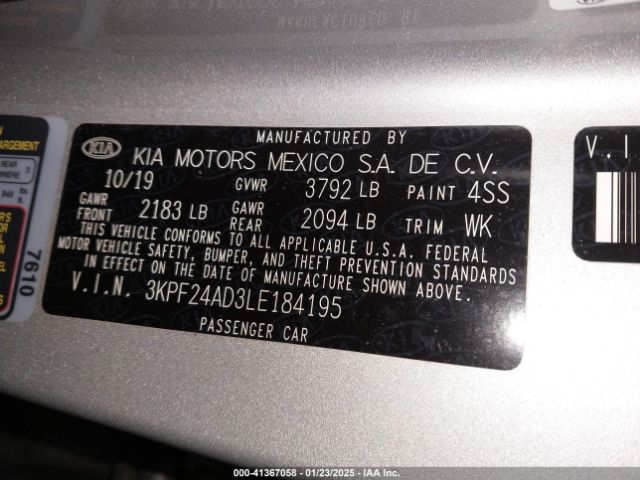 MANUFACTURED BY
KIA KIA MOTORS MEXICO S.A. DE C.V.
10/19 GVWR 3792 LB PAINT 4SS
GAWR FRONT 2183 LB GAWR REAR 2094 LB TRIM WK
THIS VEHICLE CONFORMS TO ALL APPLICABLE U.S.A. FEDERAL
MOTOR VEHICLE SAFETY, BUMPER, AND THEFT PREVENTION STANDARDS
IN EFFECT ON THE DATE OF MANUFACTURE SHOWN ABOVE.
V.I.N. 3KPF24AD3LE184195
PASSENGER CAR
7610
REAR 3
V.I
000-41367058 - 01/23/2025 - IAA Inc.